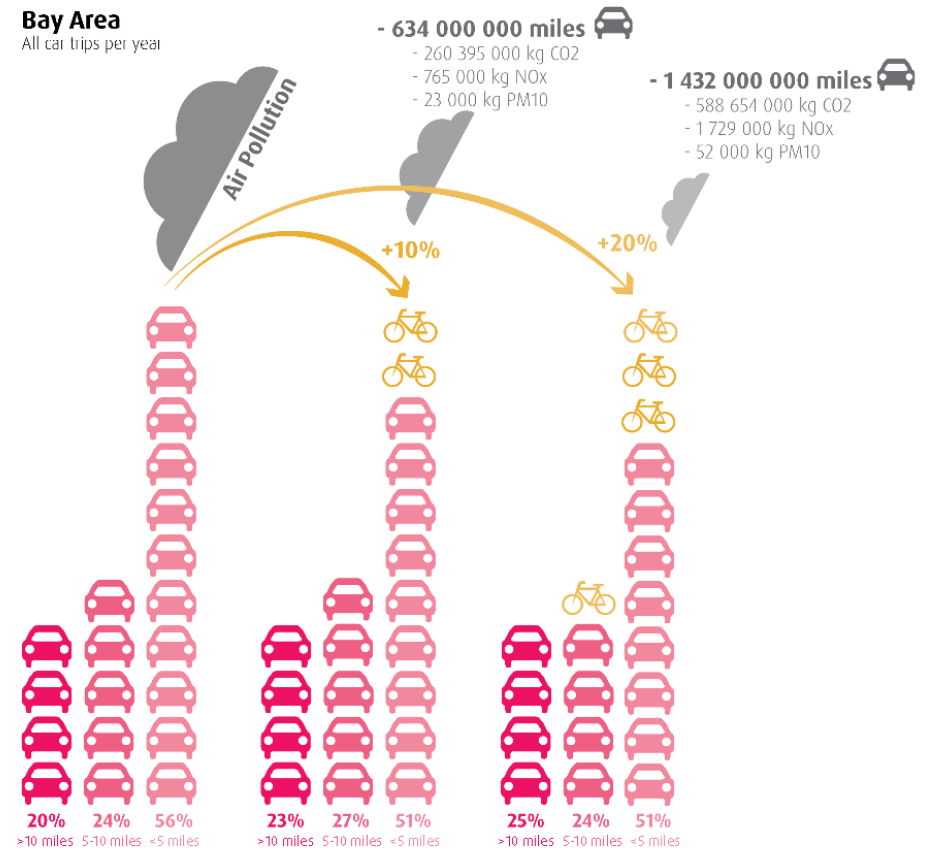 Bay Area
All car trips per year
Air Pollution
- 634 000 000 miles
- 260 395 000 kg CO2
- 765 000 kg NOx
- 23 000 kg PM10
- 1 432 000 000 miles
- 588 654 000 kg CO2
- 1 729 000 kg NOx
- 52 000 kg PM10
+10%
+20%
20% 24% 56%
>10 miles 5-10 miles <5 miles
23% 27% 51%
>10 miles 5-10 miles <5 miles
25% 24% 51%
>10 miles 5-10 miles <5 miles